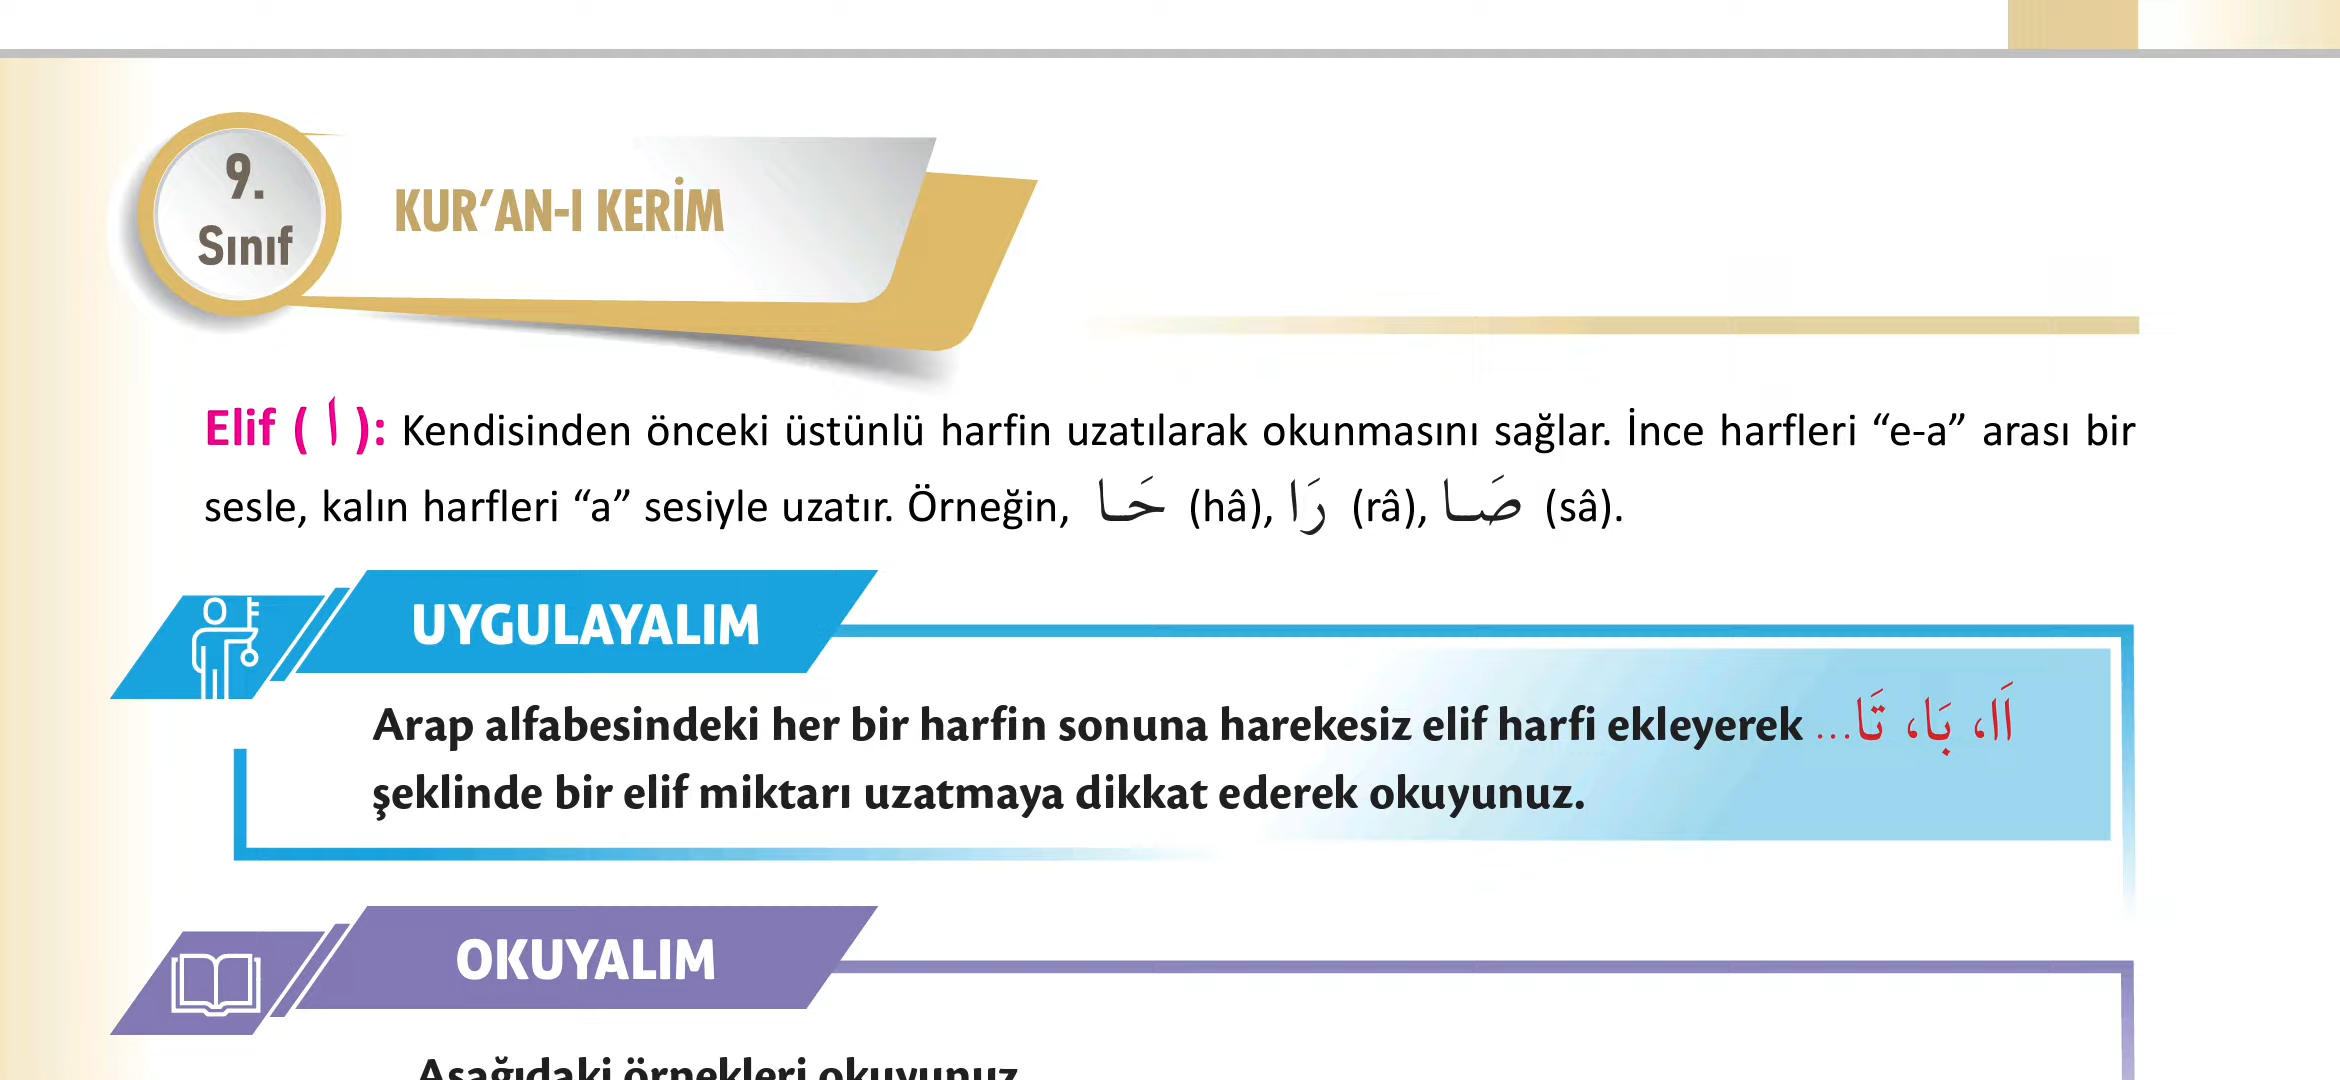 9.
Sınıf
KUR’AN-I KERİM
Elif ( ا ): Kendisinden önceki üstünlü harfin uzatılarak okunmasını sağlar. İnce harfleri “e-a” arası bir
sesle, kalın harfleri “a” sesiyle uzatır. Örneğin, حَـا (hâ), رَا (râ), صَـا (sâ).
UYGULAYALIM
Arap alfabesindeki her bir harfin sonuna harekesiz elif harfi ekleyerek اَا، بَا، تَا...
şeklinde bir elif miktarı uzatmaya dikkat ederek okuyunuz.
OKUYALIM
Aşağıdaki örnekleri okuyunuz